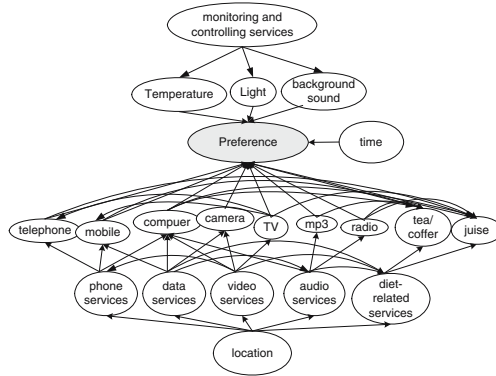 monitoring and
controlling services
Temperature
Light
background
sound
Preference
time
telephone
mobile
compuer
camera
TV
mp3
radio
tea/
coffer
juise
phone
services
data
services
video
services
audio
services
diet-
related
services
location